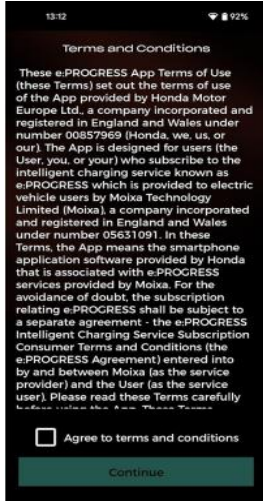 13:12
92%
Terms and Conditions
These e:PROGRESS App Terms of Use
(these Terms) set out the terms of use
of the App provided by Honda Motor
Europe Ltd., a company incorporated and
registered in England and Wales under
number 00857969 (Honda, we, us, or
our). The App is designed for users (the
User, you, or your) who subscribe to the
intelligent charging service known as
e:PROGRESS which is provided to electric
vehicle users by Moixa Technology
Limited (Moixa), a company incorporated
and registered in England and Wales
under number 05631091. In these
Terms, the App means the smartphone
application software provided by Honda
that is associated with e:PROGRESS
services provided by Moixa. For the
avoidance of doubt, the subscription
relating e:PROGRESS shall be subject to
a separate agreement - the e:PROGRESS
Intelligent Charging Service Subscription
Consumer Terms and Conditions (the
e:PROGRESS Agreement) entered into
by and between Moixa (as the service
provider) and the User (as the service
user). Please read these Terms carefully
before using the App. These Terms
Agree to terms and conditions
Continue